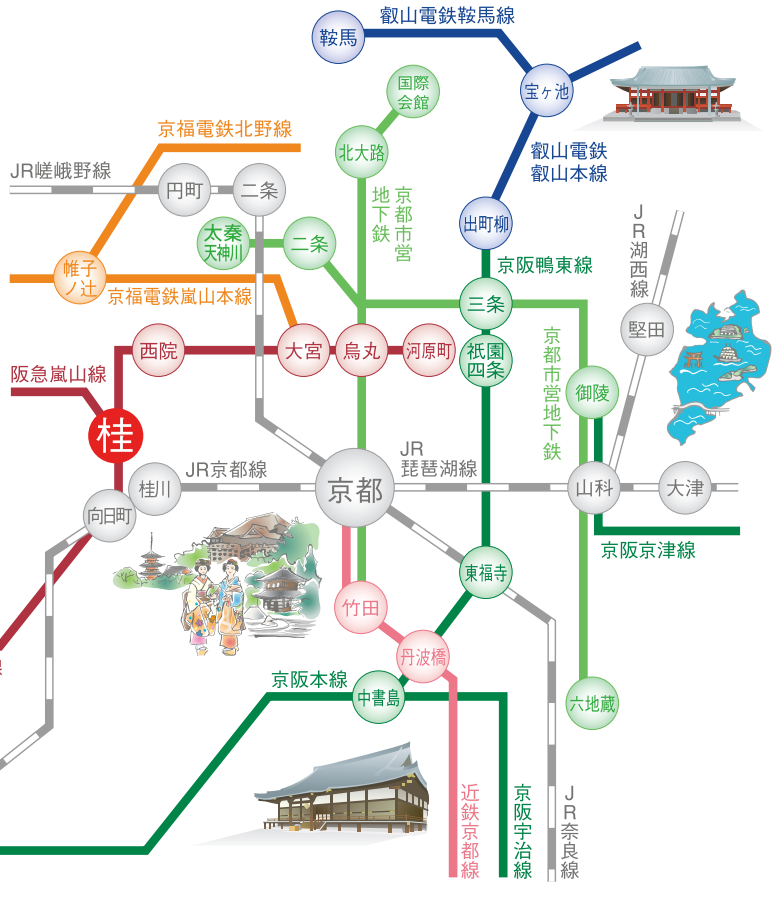 叡山電鉄鞍馬線
鞍馬
国際
会館
宝ヶ池
京福電鉄北野線
北大路
叡山電鉄
叡山本線
JR嵯峨野線
円町
二条
京都市営
地下鉄
出町柳
JR湖西線
太秦
天神川
二条
京阪鴨東線
帷子
ノ辻
京福電鉄嵐山本線
三条
堅田
西院
大宮
烏丸
河原町
祇園
四条
京都市営地下鉄
阪急嵐山線
御陵
桂
JR
琵琶湖線
JR京都線
桂川
京都
山科
大津
向日町
京阪京津線
東福寺
竹田
丹波橋
京阪本線
中書島
六地蔵
近鉄京都線
京阪宇治線
JR奈良線